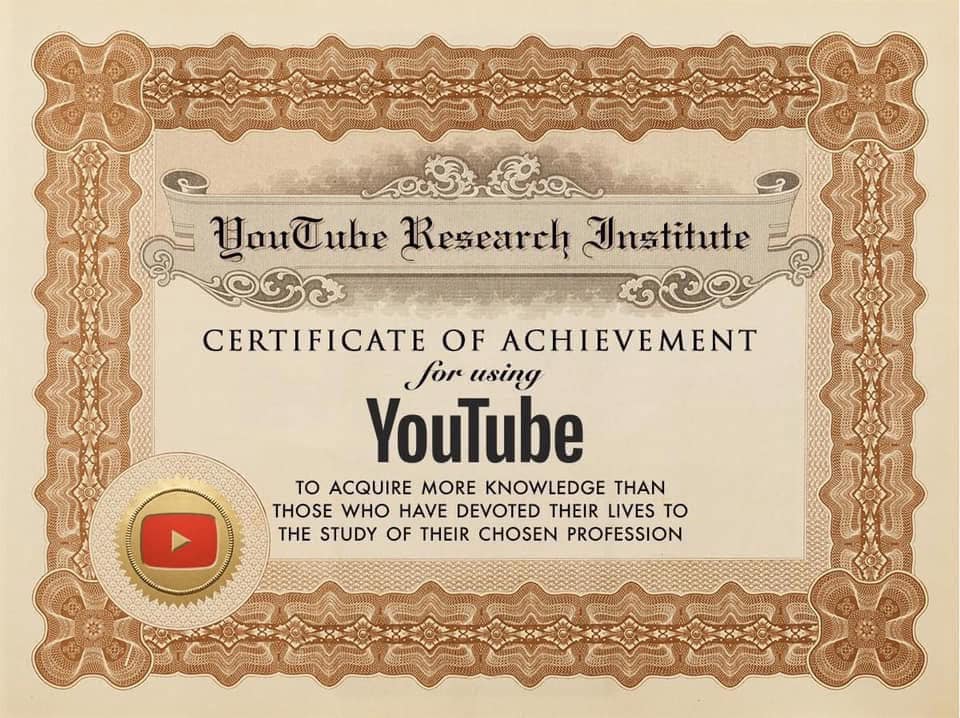 YouTube Research Institute
CERTIFICATE OF ACHIEVEMENT
for using
YouTube
TO ACQUIRE MORE KNOWLEDGE THAN
THOSE WHO HAVE DEVOTED THEIR LIVES TO
THE STUDY OF THEIR CHOSEN PROFESSION